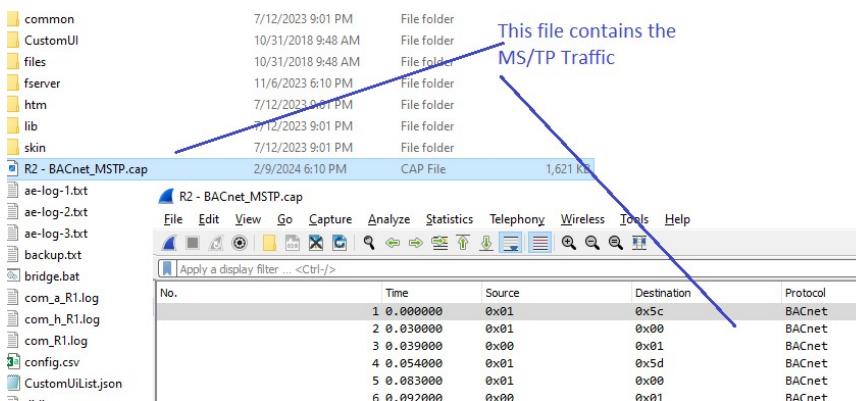 common 7/12/2023 9:01 PM File folder
CustomUI 10/31/2018 9:48 AM File folder
files 10/31/2018 9:48 AM File folder
fserver 11/6/2023 6:10 PM File folder
htm 7/12/2023 9:01 PM File folder
lib 7/12/2023 9:01 PM File folder
skin 7/12/2023 9:01 PM File folder
R2 - BACnet_MSTP.cap 2/9/2024 6:10 PM CAP File 1,621 KB
This file contains the
MS/TP Traffic
ae-log-1.txt
ae-log-2.txt
ae-log-3.txt
backup.txt
bridge.bat
com_a_R1.log
com_h_R1.log
com_R1.log
config.csv
CustomUiList.json
R2 - BACnet_MSTP.cap
File Edit View Go Capture Analyze Statistics Telephony Wireless Tools Help
Apply a display filter ... <Ctrl-/>
No. Time Source Destination Protocol
1 0.000000 0x01 0x5c BACnet
2 0.030000 0x01 0x00 BACnet
3 0.039000 0x00 0x01 BACnet
4 0.054000 0x01 0x5d BACnet
5 0.083000 0x01 0x00 BACnet
6 0.092000 0x00 0x01 BACnet